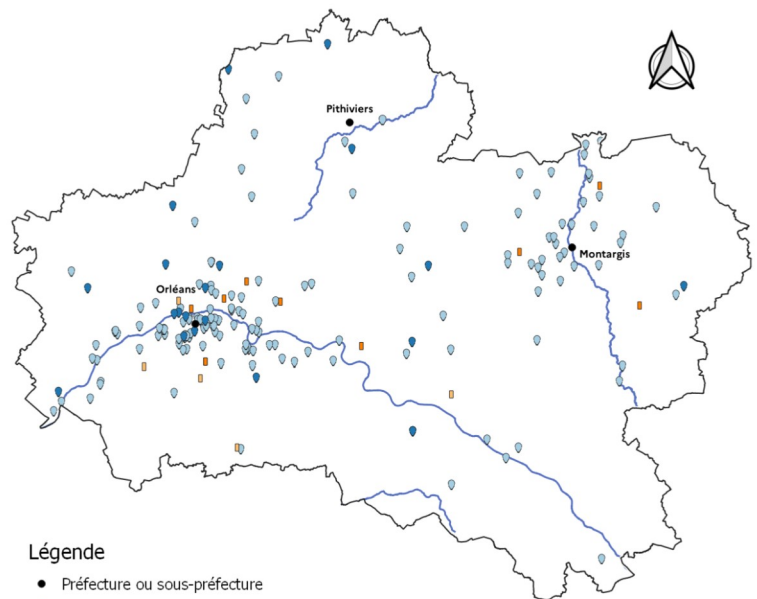 Pithiviers
Montargis
Orléans
Légende
Préfecture ou sous-préfecture